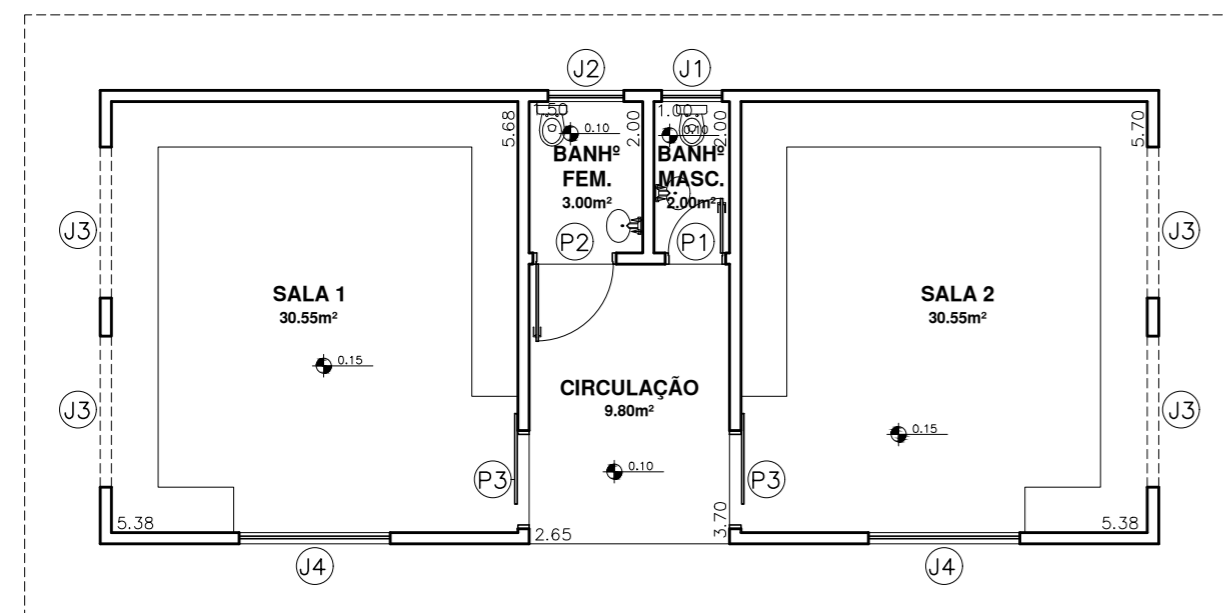 J2
J1
1.50
1.00
5.68
2.00
2.00
5.70
0.10
0.10
BANHº
FEM.
3.00m²
BANHº
MASC.
2.00m²
J3
P2
P1
J3
SALA 1
30.55m²
SALA 2
30.55m²
0.15
CIRCULAÇÃO
9.80m²
J3
J3
0.15
0.10
P3
P3
5.38
2.65
3.70
5.38
J4
J4